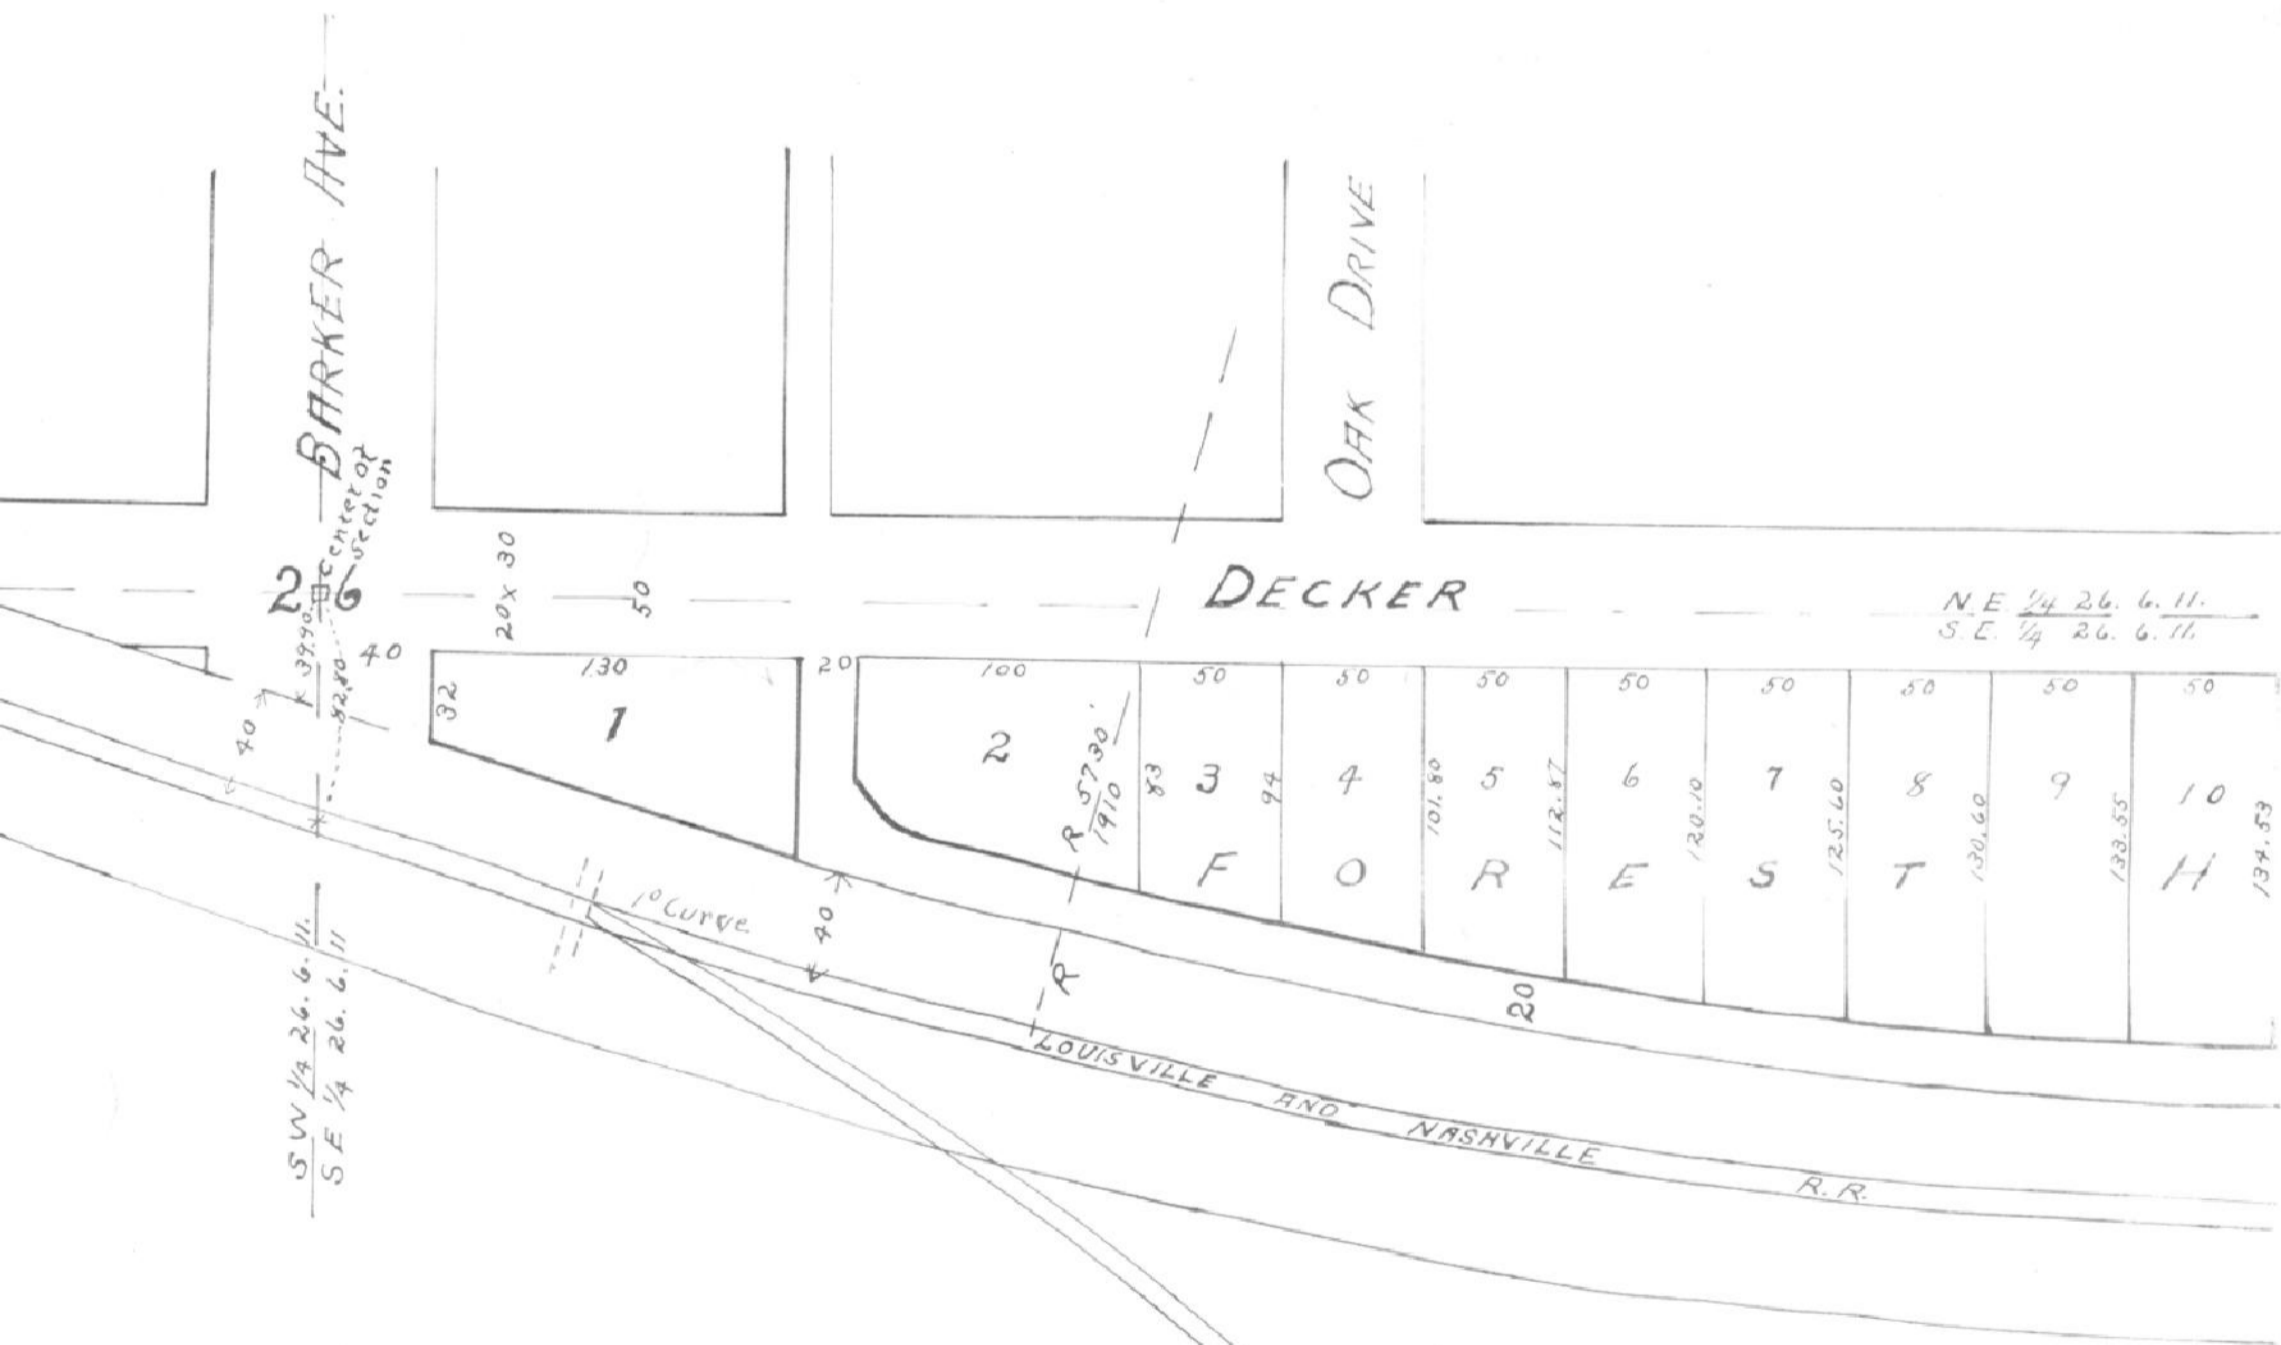 BARKER AVE.
OAK DRIVE
center of
Section
26
20 x 30
50
DECKER
N.E. 1/4 26. 6. 11.
S.E. 1/4 26. 6. 11.
39.90
82.80
40
40
130
32
1
20
100
2
R 5730'
1910
50
50
50
50
50
50
50
50
83
3
94
4
101.80
5
112.87
6
120.10
7
125.60
8
130.60
9
133.55
10
134.53
F O R E S T H
1° Curve
40
R
20
LOUISVILLE AND NASHVILLE R.R.
SW 1/4 26. 6. 11.
SE 1/4 26. 6. 11